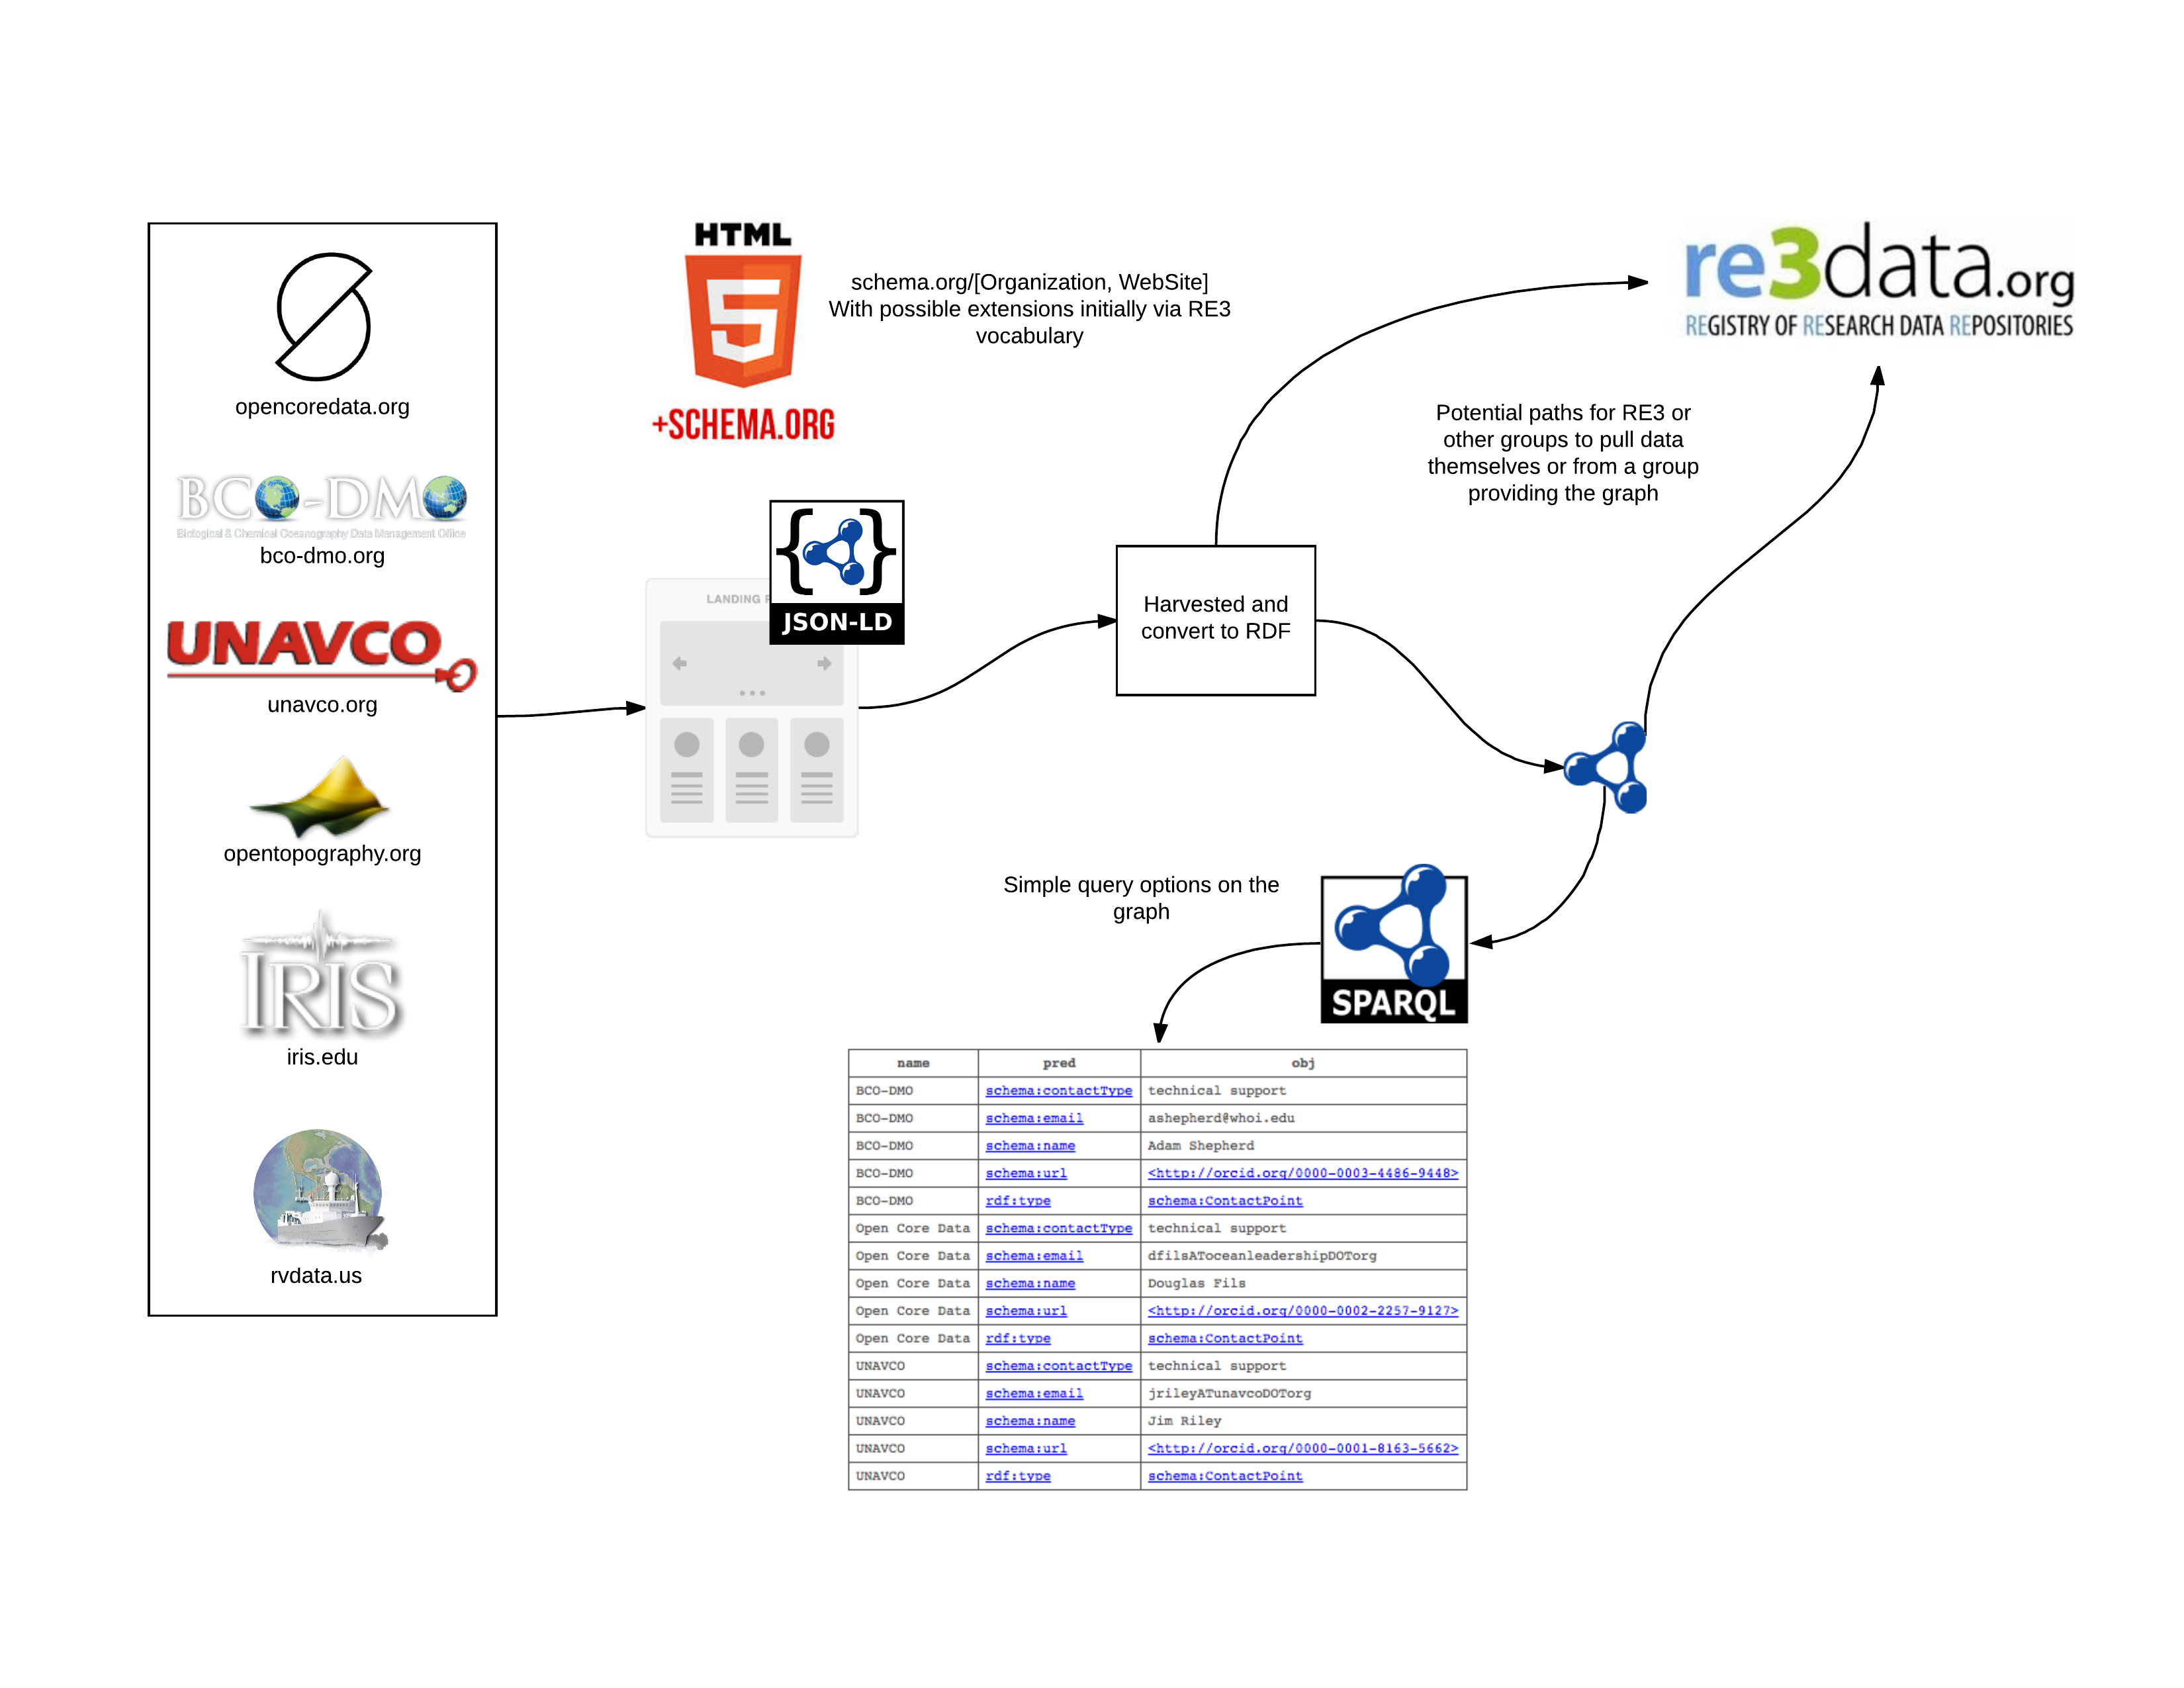 opencoredata.org
BCO-DMO
Biological & Chemical Oceanography Data Management Office
bco-dmo.org
UNAVCO
unavco.org
opentopography.org
IRIS
iris.edu
rvdata.us
HTML
5
+SCHEMA.ORG
schema.org/[Organization, WebSite]
With possible extensions initially via RE3
vocabulary
{ }
JSON-LD
LANDING P
Harvested and
convert to RDF
re3data.org
REGISTRY OF RESEARCH DATA REPOSITORIES
Potential paths for RE3 or
other groups to pull data
themselves or from a group
providing the graph
Simple query options on the
graph
SPARQL
name pred obj
BCO-DMO schema:contactType technical support
BCO-DMO schema:email ashepherd@whoi.edu
BCO-DMO schema:name Adam Shepherd
BCO-DMO schema:url <http://orcid.org/0000-0003-4486-9448>
BCO-DMO rdf:type schema:ContactPoint
Open Core Data schema:contactType technical support
Open Core Data schema:email dfilsAToceanleadershipDOTorg
Open Core Data schema:name Douglas Fils
Open Core Data schema:url <http://orcid.org/0000-0002-2257-9127>
Open Core Data rdf:type schema:ContactPoint
UNAVCO schema:contactType technical support
UNAVCO schema:email jrileyATunavcoDOTorg
UNAVCO schema:name Jim Riley
UNAVCO schema:url <http://orcid.org/0000-0001-8163-5662>
UNAVCO rdf:type schema:ContactPoint